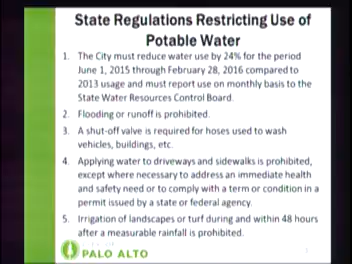 State Regulations Restricting Use of
Potable Water
1. The City must reduce water use by 24% for the period
June 1, 2015 through February 28, 2016 compared to
2013 usage and must report use on monthly basis to the
State Water Resources Control Board.
2. Flooding or runoff is prohibited.
3. A shut-off valve is required for hoses used to wash
vehicles, buildings, etc.
4. Applying water to driveways and sidewalks is prohibited,
except where necessary to address an immediate health
and safety need or to comply with a term or condition in a
permit issued by a state or federal agency.
5. Irrigation of landscapes or turf during and within 48 hours
after a measurable rainfall is prohibited.
PALO ALTO